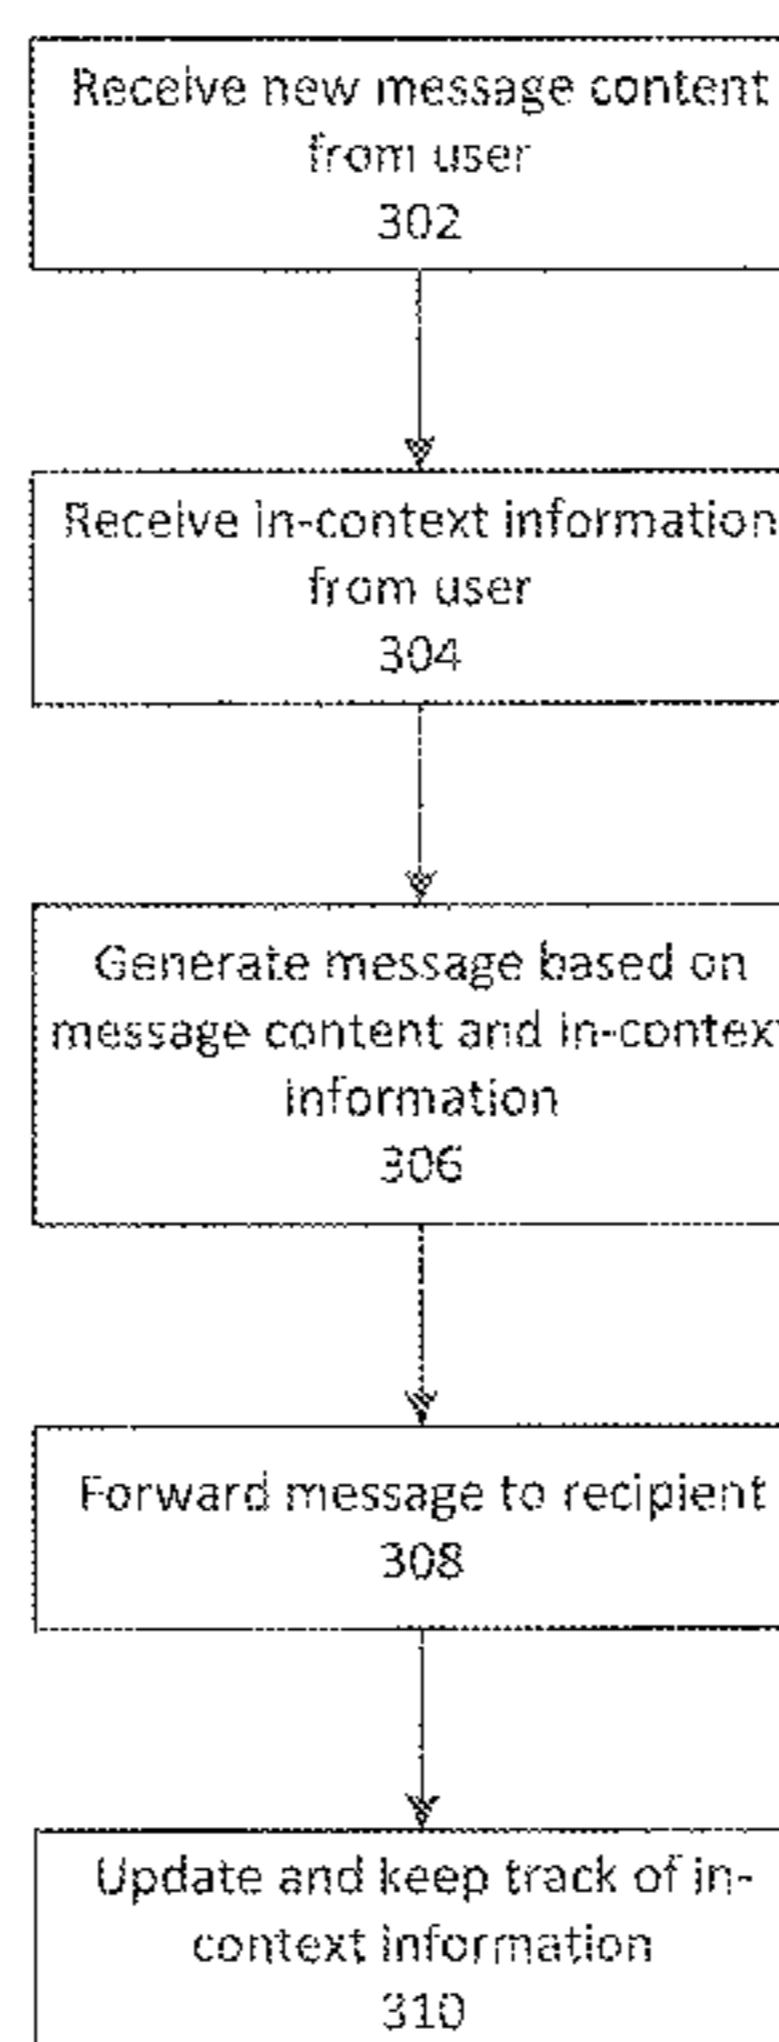 Receive new message content
from user
302
Receive in-context information
from user
304
Generate message based on
message content and in-context
information
306
Forward message to recipient
308
Update and keep track of in-
context information
310